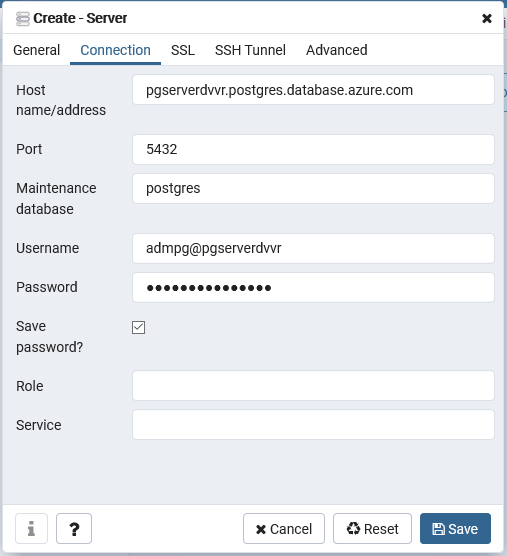 Create - Server
General Connection SSL SSH Tunnel Advanced
Host name/address pgserverdvvr.postgres.database.azure.com
Port 5432
Maintenance database postgres
Username admpg@pgserverdvvr
Password ●●●●●●●●●●●●●●●
Save password?
Role
Service
i ? Cancel Reset Save